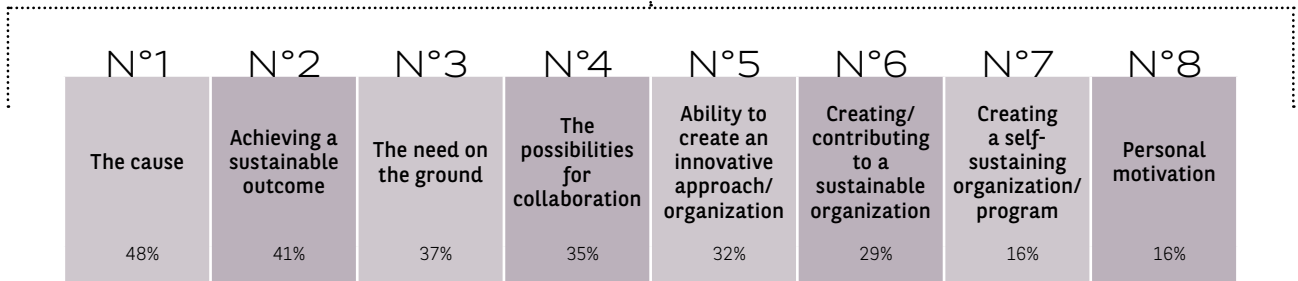 N°1
The cause
48%
N°2
Achieving a
sustainable
outcome
41%
N°3
The need on
the ground
37%
N°4
The
possibilities
for
collaboration
35%
N°5
Ability to
create an
innovative
approach/
organization
32%
N°6
Creating/
contributing
to a
sustainable
organization
29%
N°7
Creating
a self-
sustaining
organization/
program
16%
N°8
Personal
motivation
16%